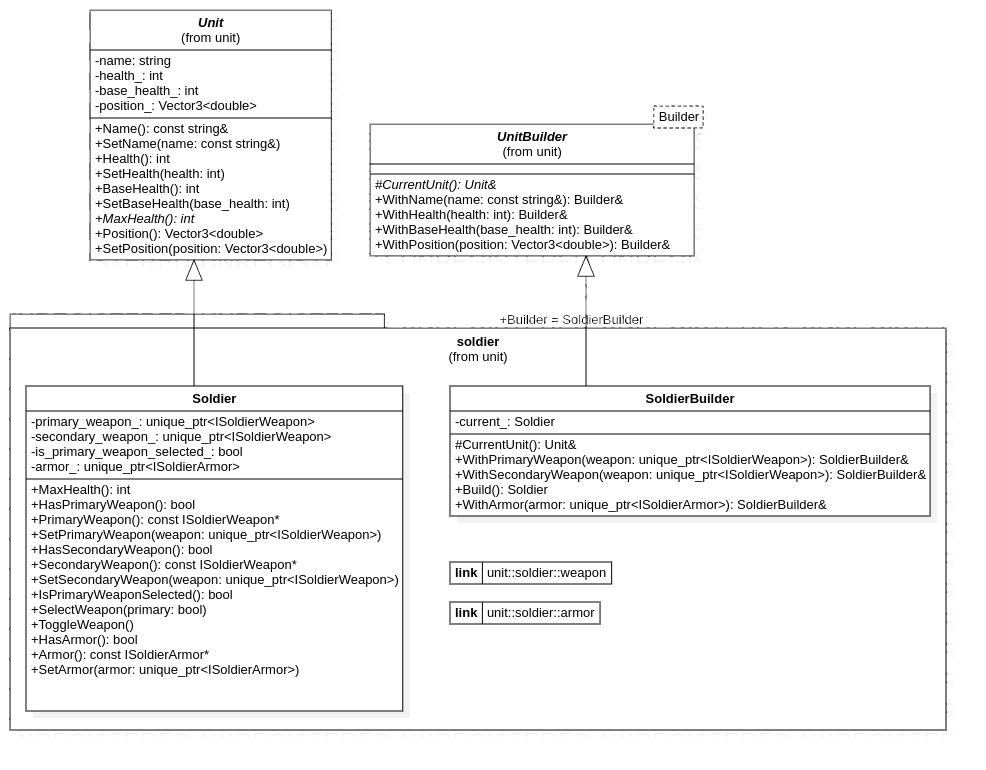 Unit
(from unit)
-name: string
-health_: int
-base_health_: int
-position_: Vector3<double>
+Name(): const string&
+SetName(name: const string&)
+Health(): int
+SetHealth(health: int)
+BaseHealth(): int
+SetBaseHealth(base_health: int)
+MaxHealth(): int
+Position(): Vector3<double>
+SetPosition(position: Vector3<double>)
Builder
UnitBuilder
(from unit)
#CurrentUnit(): Unit&
+WithName(name: const string&): Builder&
+WithHealth(health: int): Builder&
+WithBaseHealth(base_health: int): Builder&
+WithPosition(position: Vector3<double>): Builder&
+Builder = SoldierBuilder
soldier
(from unit)
Soldier
-primary_weapon_: unique_ptr<ISoldierWeapon>
-secondary_weapon_: unique_ptr<ISoldierWeapon>
-is_primary_weapon_selected_: bool
-armor_: unique_ptr<ISoldierArmor>
+MaxHealth(): int
+HasPrimaryWeapon(): bool
+PrimaryWeapon(): const ISoldierWeapon*
+SetPrimaryWeapon(weapon: unique_ptr<ISoldierWeapon>)
+HasSecondaryWeapon(): bool
+SecondaryWeapon(): const ISoldierWeapon*
+SetSecondaryWeapon(weapon: unique_ptr<ISoldierWeapon>)
+IsPrimaryWeaponSelected(): bool
+SelectWeapon(primary: bool)
+ToggleWeapon()
+HasArmor(): bool
+Armor(): const ISoldierArmor*
+SetArmor(armor: unique_ptr<ISoldierArmor>)
SoldierBuilder
-current_: Soldier
#CurrentUnit(): Unit&
+WithPrimaryWeapon(weapon: unique_ptr<ISoldierWeapon>): SoldierBuilder&
+WithSecondaryWeapon(weapon: unique_ptr<ISoldierWeapon>): SoldierBuilder&
+Build(): Soldier
+WithArmor(armor: unique_ptr<ISoldierArmor>): SoldierBuilder&
link unit::soldier::weapon
link unit::soldier::armor